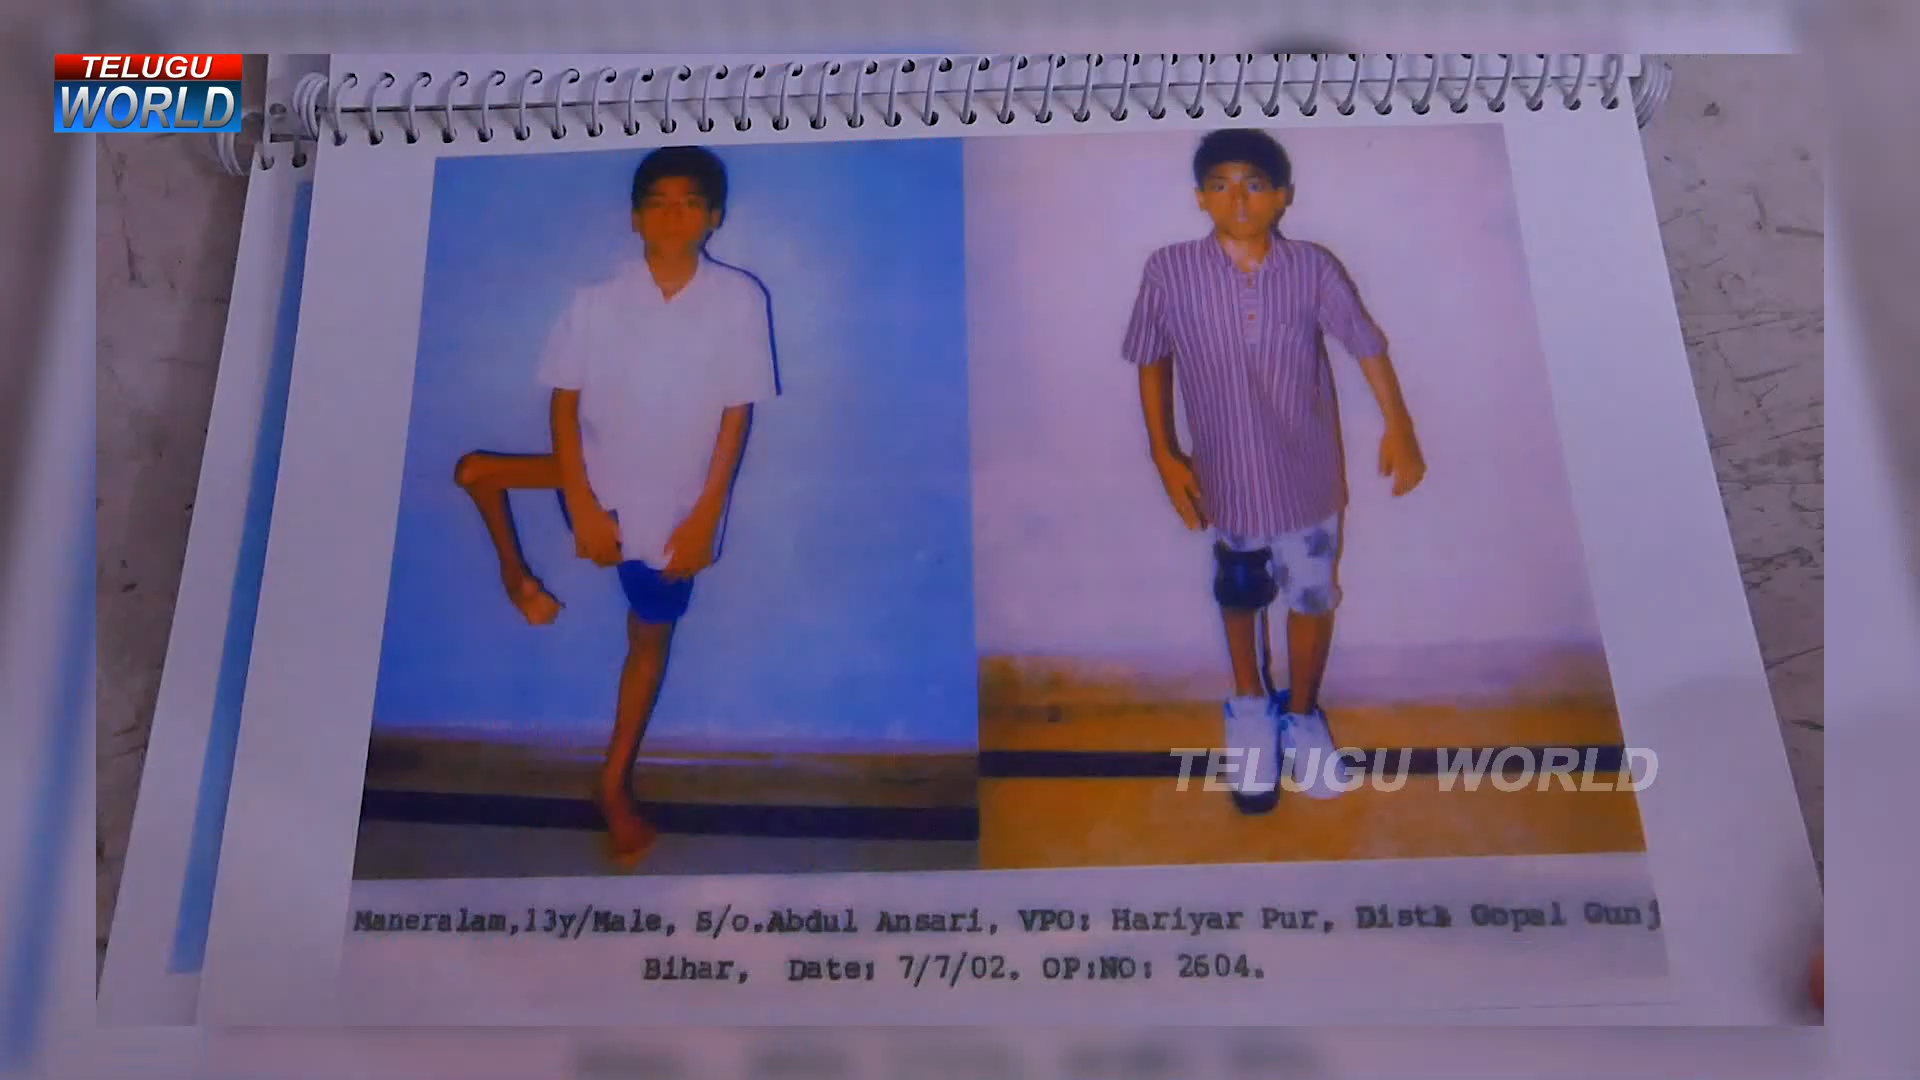 TELUGU
WORLD
TELUGU WORLD
Maneralam,13y/Male, S/o.Abdul Ansari, VPO: Hariyar Pur, Dist: Gopal Gunj
Bihar, Date: 7/7/02. OP:NO: 2604.